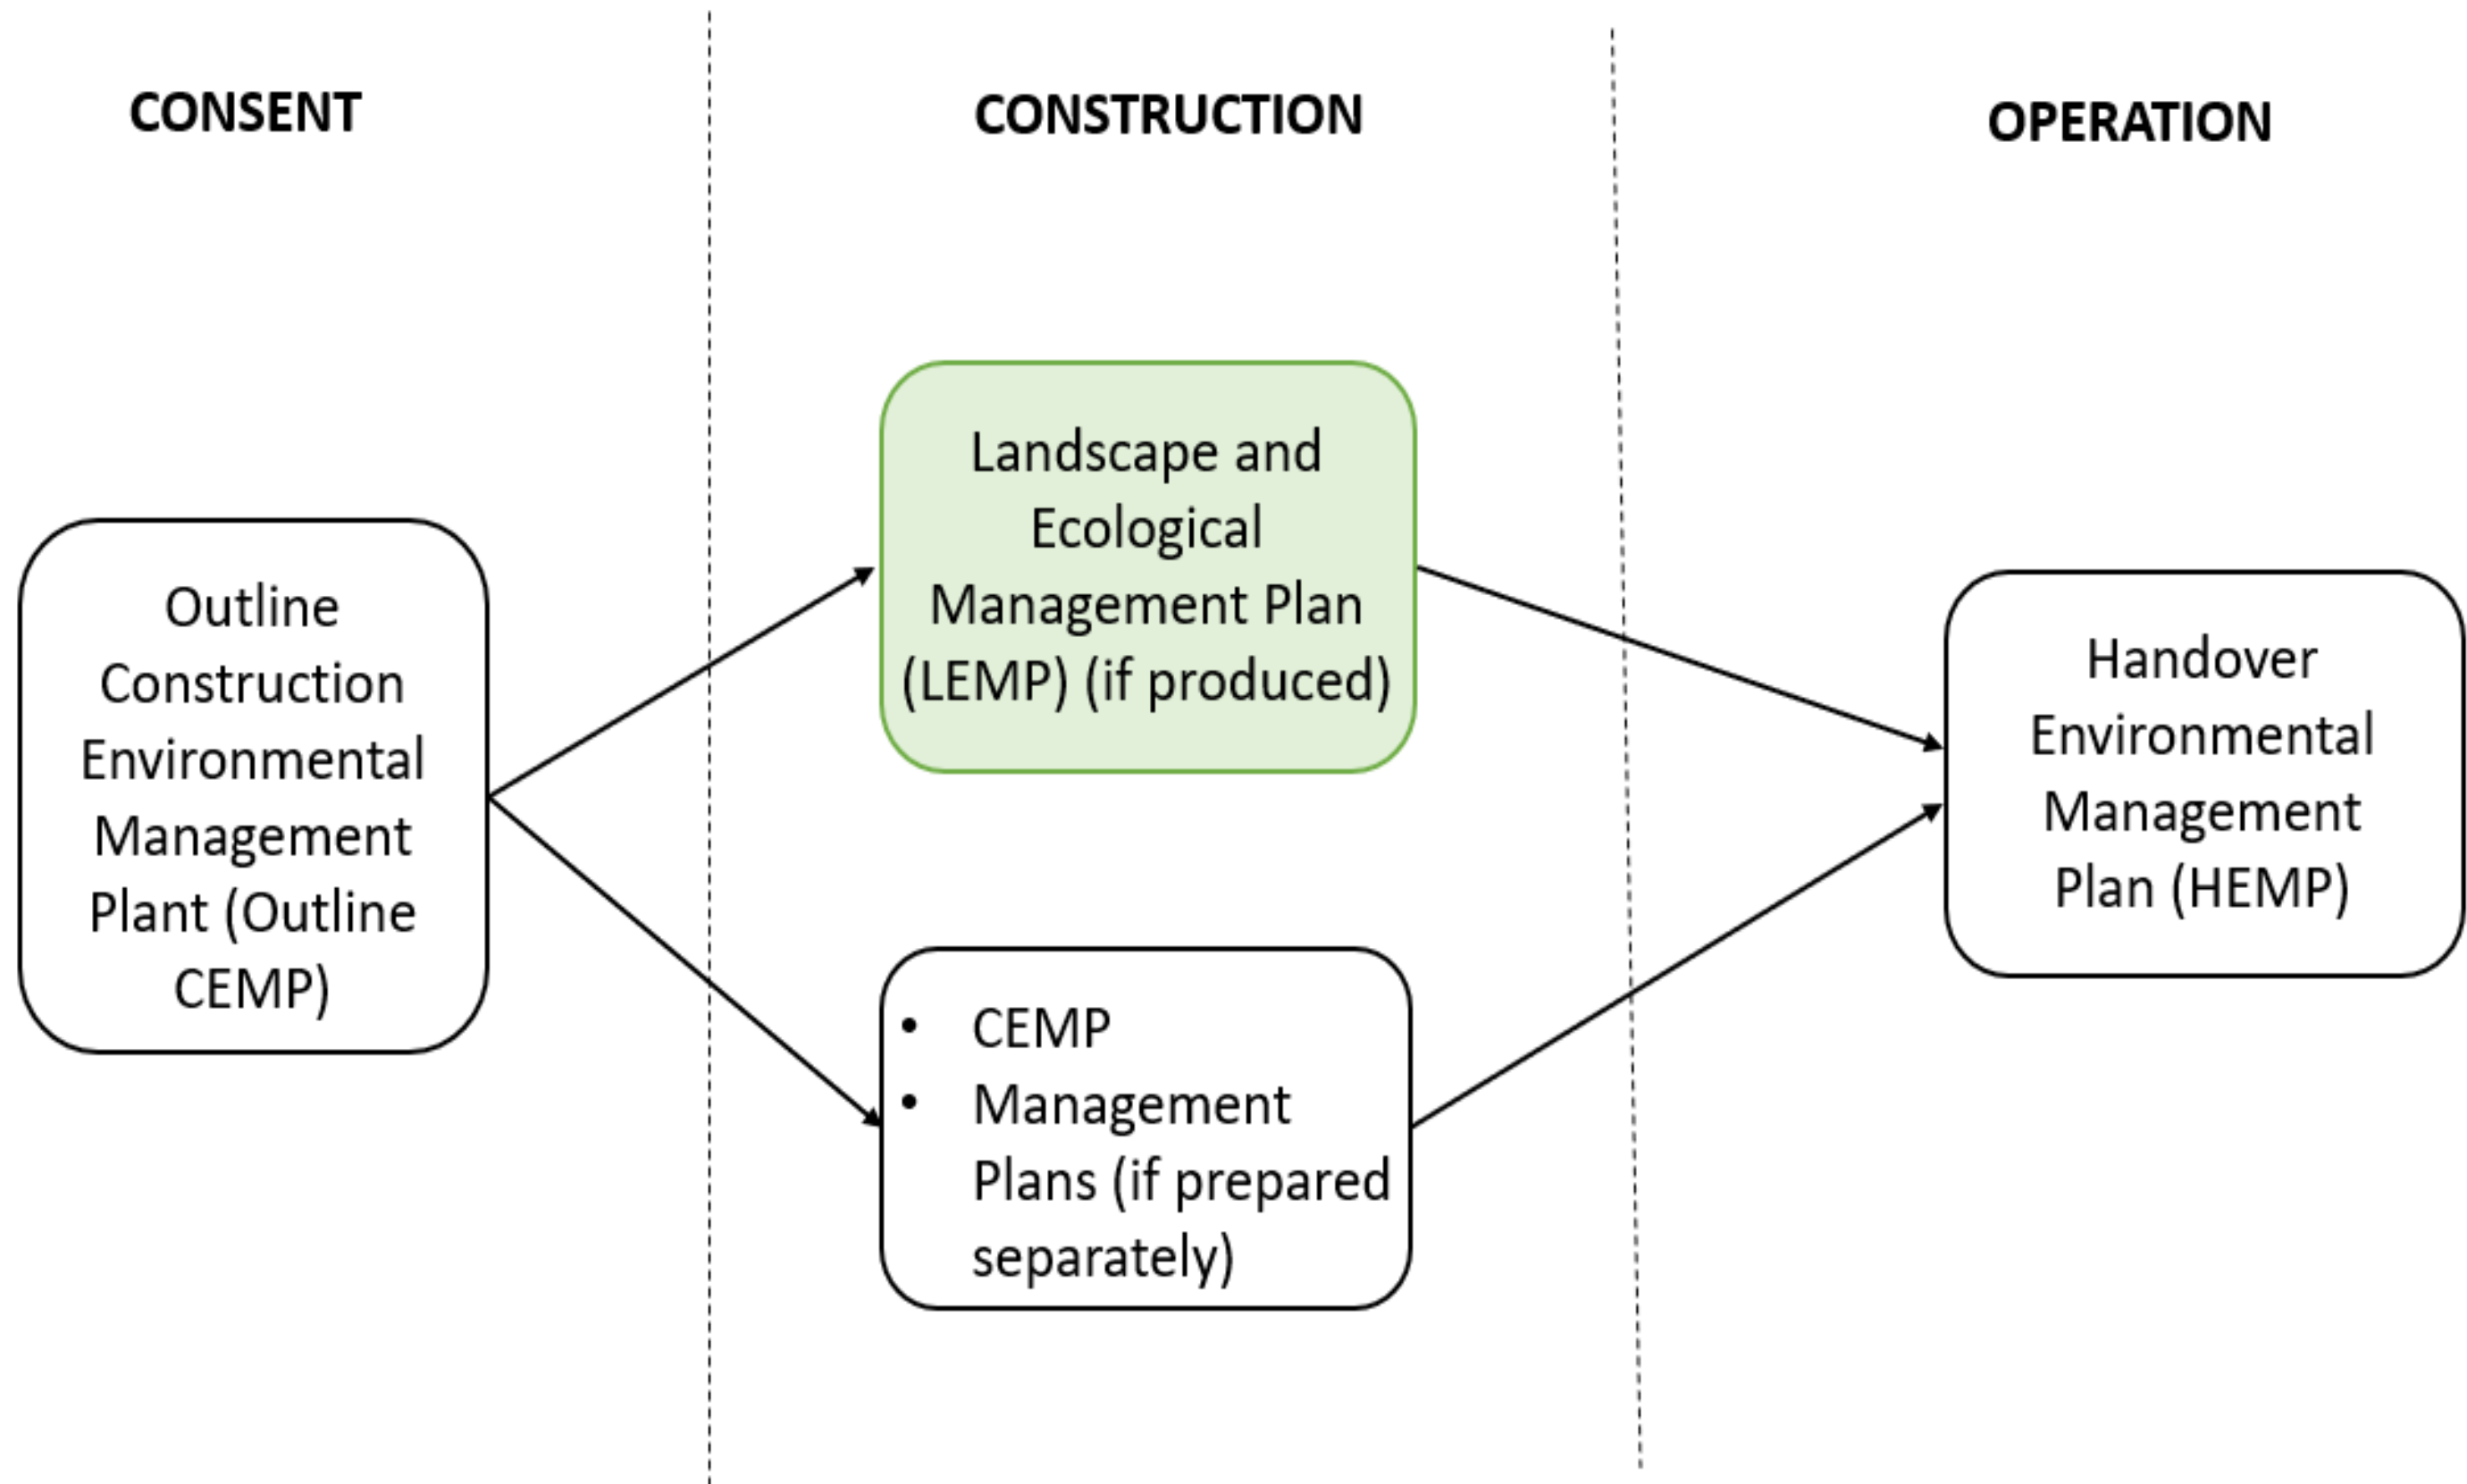 CONSENT
CONSTRUCTION
OPERATION
Outline
Construction
Environmental
Management
Plant (Outline
CEMP)
Landscape and
Ecological
Management Plan
(LEMP) (if produced)
• CEMP
• Management
Plans (if prepared
separately)
Handover
Environmental
Management
Plan (HEMP)